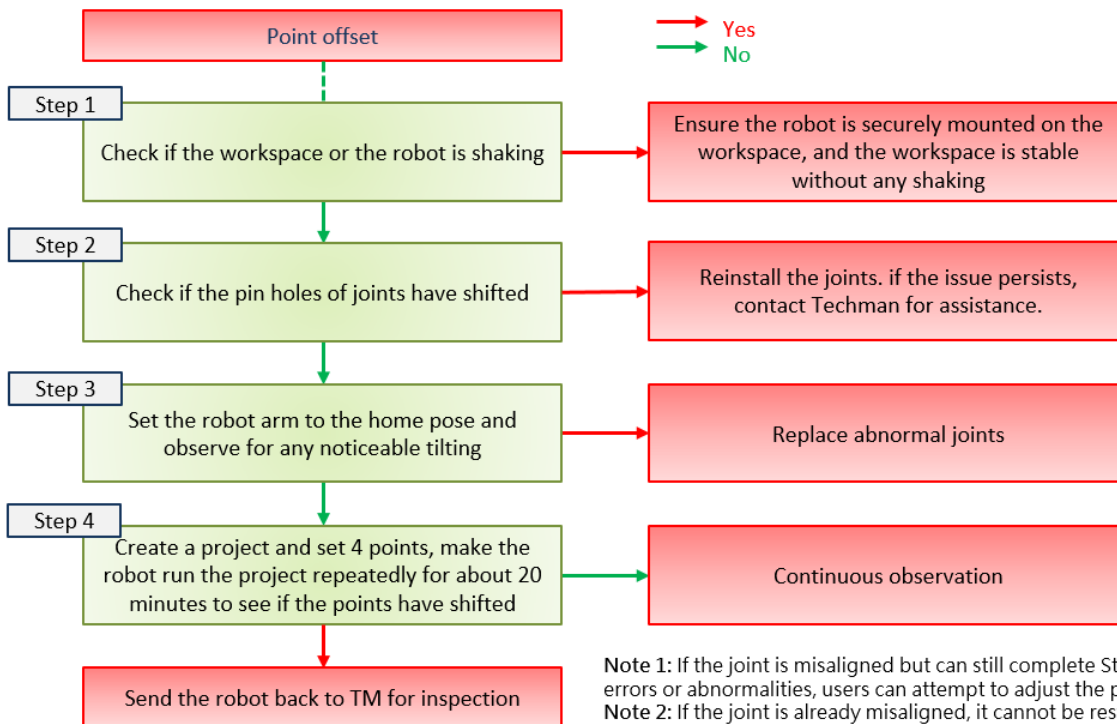 Point offset
Yes
No
Step 1
Check if the workspace or the robot is shaking
Ensure the robot is securely mounted on the
workspace, and the workspace is stable
without any shaking
Step 2
Check if the pin holes of joints have shifted
Reinstall the joints. if the issue persists,
contact Techman for assistance.
Step 3
Set the robot arm to the home pose and
observe for any noticeable tilting
Replace abnormal joints
Step 4
Create a project and set 4 points, make the
robot run the project repeatedly for about 20
minutes to see if the points have shifted
Continuous observation
Send the robot back to TM for inspection
Note 1: If the joint is misaligned but can still complete
errors or abnormalities, users can attempt to adjust the
Note 2: If the joint is already misaligned, it cannot be